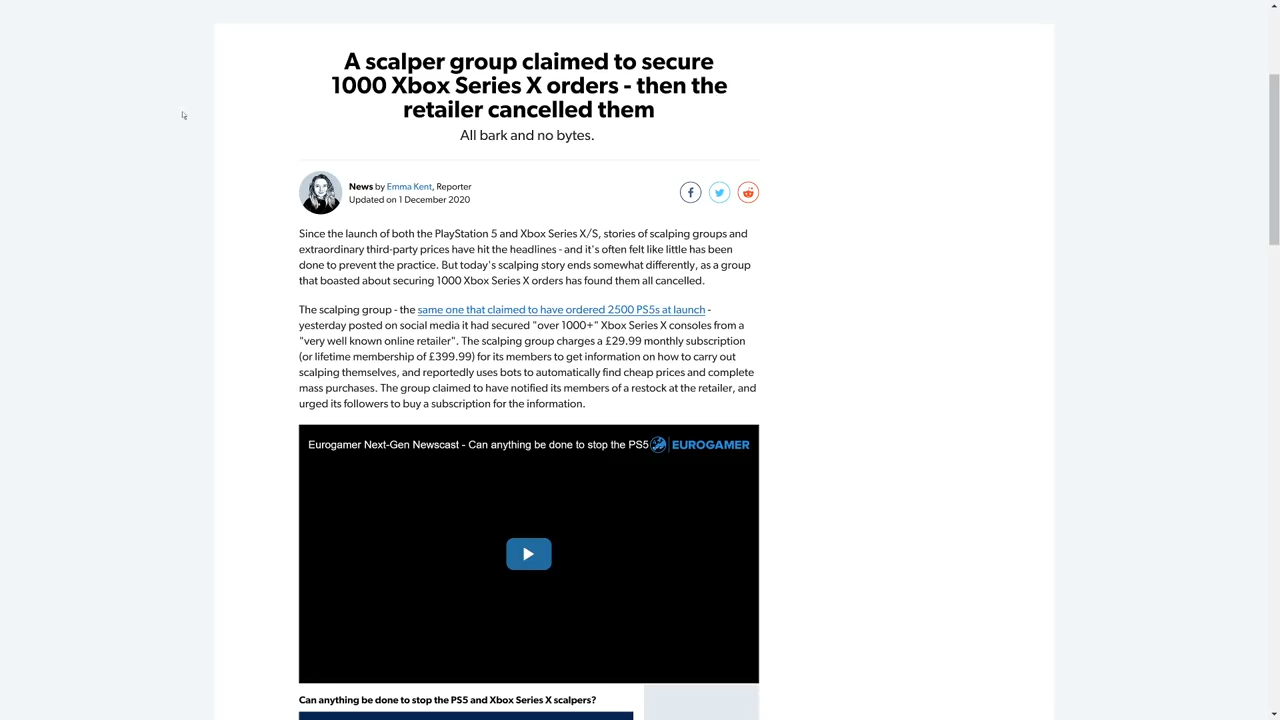 A scalper group claimed to secure
1000 Xbox Series X orders - then the
retailer cancelled them
All bark and no bytes.
News by Emma Kent, Reporter
Updated on 1 December 2020
Since the launch of both the PlayStation 5 and Xbox Series X/S, stories of scalping groups and
extraordinary third-party prices have hit the headlines - and it's often felt like little has been
done to prevent the practice. But today's scalping story ends somewhat differently, as a group
that boasted about securing 1000 Xbox Series X orders has found them all cancelled.
The scalping group - the same one that claimed to have ordered 2500 PS5s at launch -
yesterday posted on social media it had secured "over 1000+" Xbox Series X consoles from a
"very well known online retailer". The scalping group charges a £29.99 monthly subscription
(or lifetime membership of £399.99) for its members to get information on how to carry out
scalping themselves, and reportedly uses bots to automatically find cheap prices and complete
mass purchases. The group claimed to have notified its members of a restock at the retailer, and
urged its followers to buy a subscription for the information.
Eurogamer Next-Gen Newscast - Can anything be done to stop the PS5 EUROGAMER
Can anything be done to stop the PS5 and Xbox Series X scalpers?